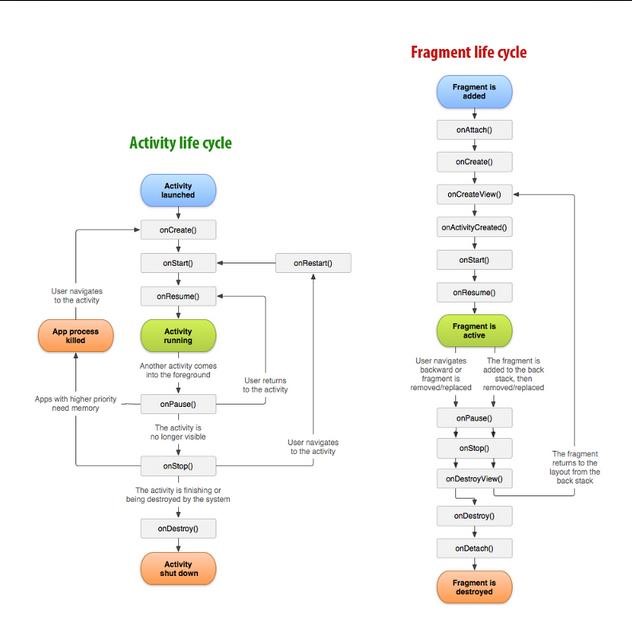 Fragment life cycle
Activity life cycle
Activity
launched
onCreate()
onStart()
onRestart()
onResume()
User navigates
to the activity
App process
killed
Activity
running
Another activity comes
into the foreground
User returns
to the activity
Apps with higher priority
need memory
onPause()
The activity is
no longer visible
User navigates
to the activity
onStop()
The activity is finishing or
being destroyed by the system
onDestroy()
Activity
shut down
Fragment is
added
onAttach()
onCreate()
onCreateView()
onActivityCreated()
onStart()
onResume()
Fragment is
active
User navigates
backward or
fragment is
removed/replaced
The fragment is
added to the back
stack, then
removed/replaced
onPause()
onStop()
onDestroyView()
The fragment
returns to the
layout from the
back stack
onDestroy()
onDetach()
Fragment is
destroyed